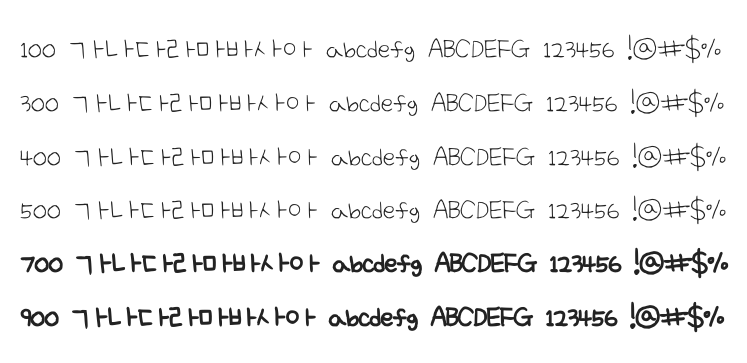 100 가나다라마바사아 abcdefg ABCDEFG 123456 !@#$%
300 가나다라마바사아 abcdefg ABCDEFG 123456 !@#$%
400 가나다라마바사아 abcdefg ABCDEFG 123456 !@#$%
500 가나다라마바사아 abcdefg ABCDEFG 123456 !@#$%
700 가나다라마바사아 abcdefg ABCDEFG 123456 !@#$%
900 가나다라마바사아 abcdefg ABCDEFG 123456 !@#$%